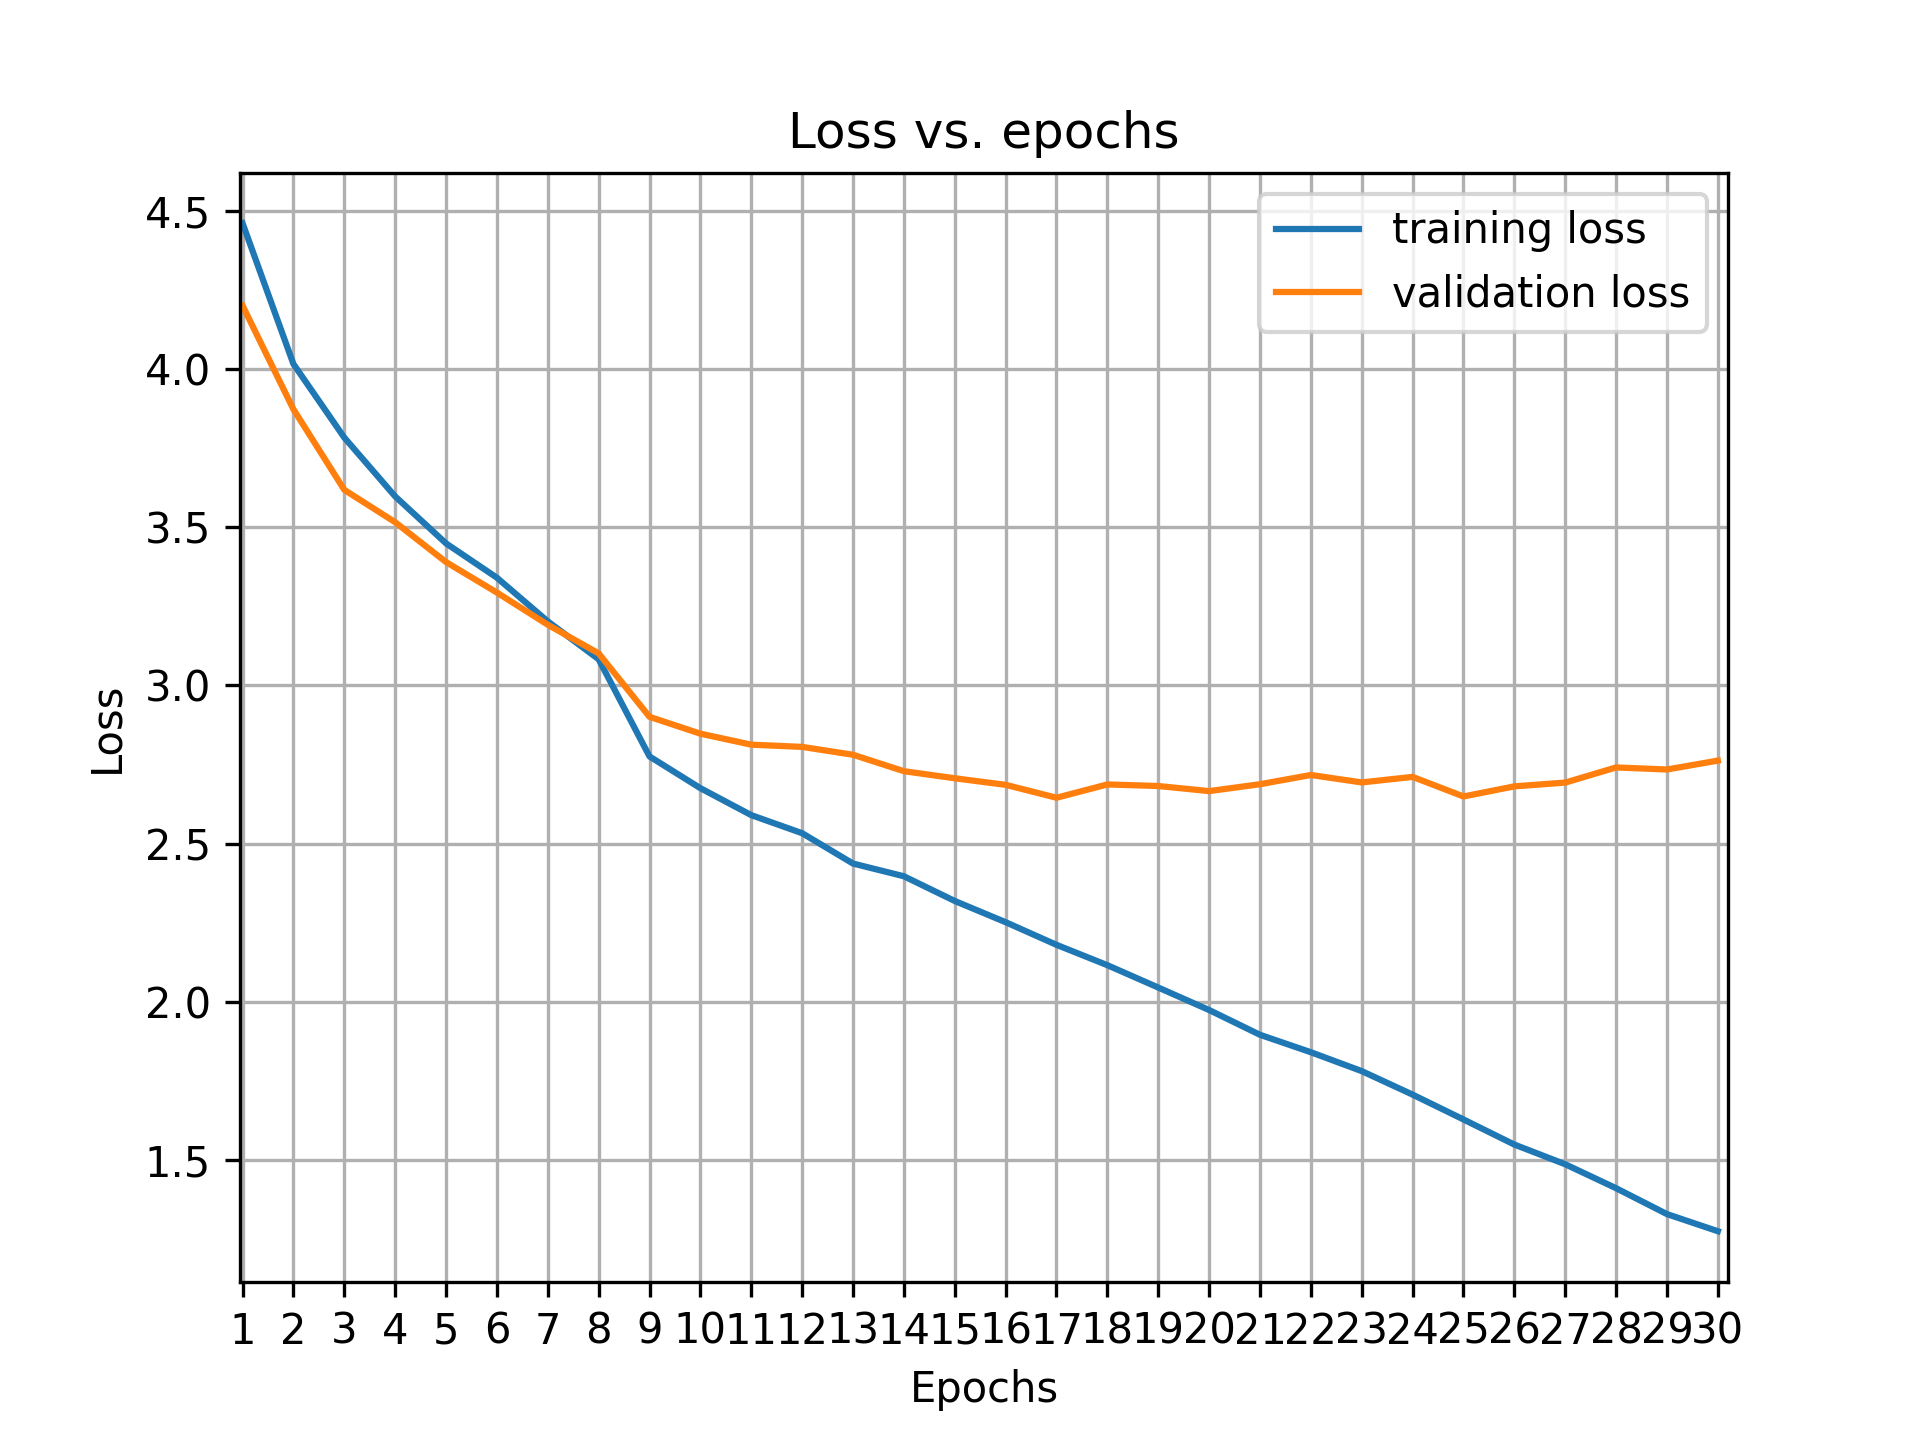 Loss vs. epochs
training loss
validation loss
4.5
4.0
3.5
3.0
2.5
2.0
1.5
Loss
1 2 3 4 5 6 7 8 9 10 11 12 13 14 15 16 17 18 19 20 21 22 23 24 25 26 27 28 29 30
Epochs